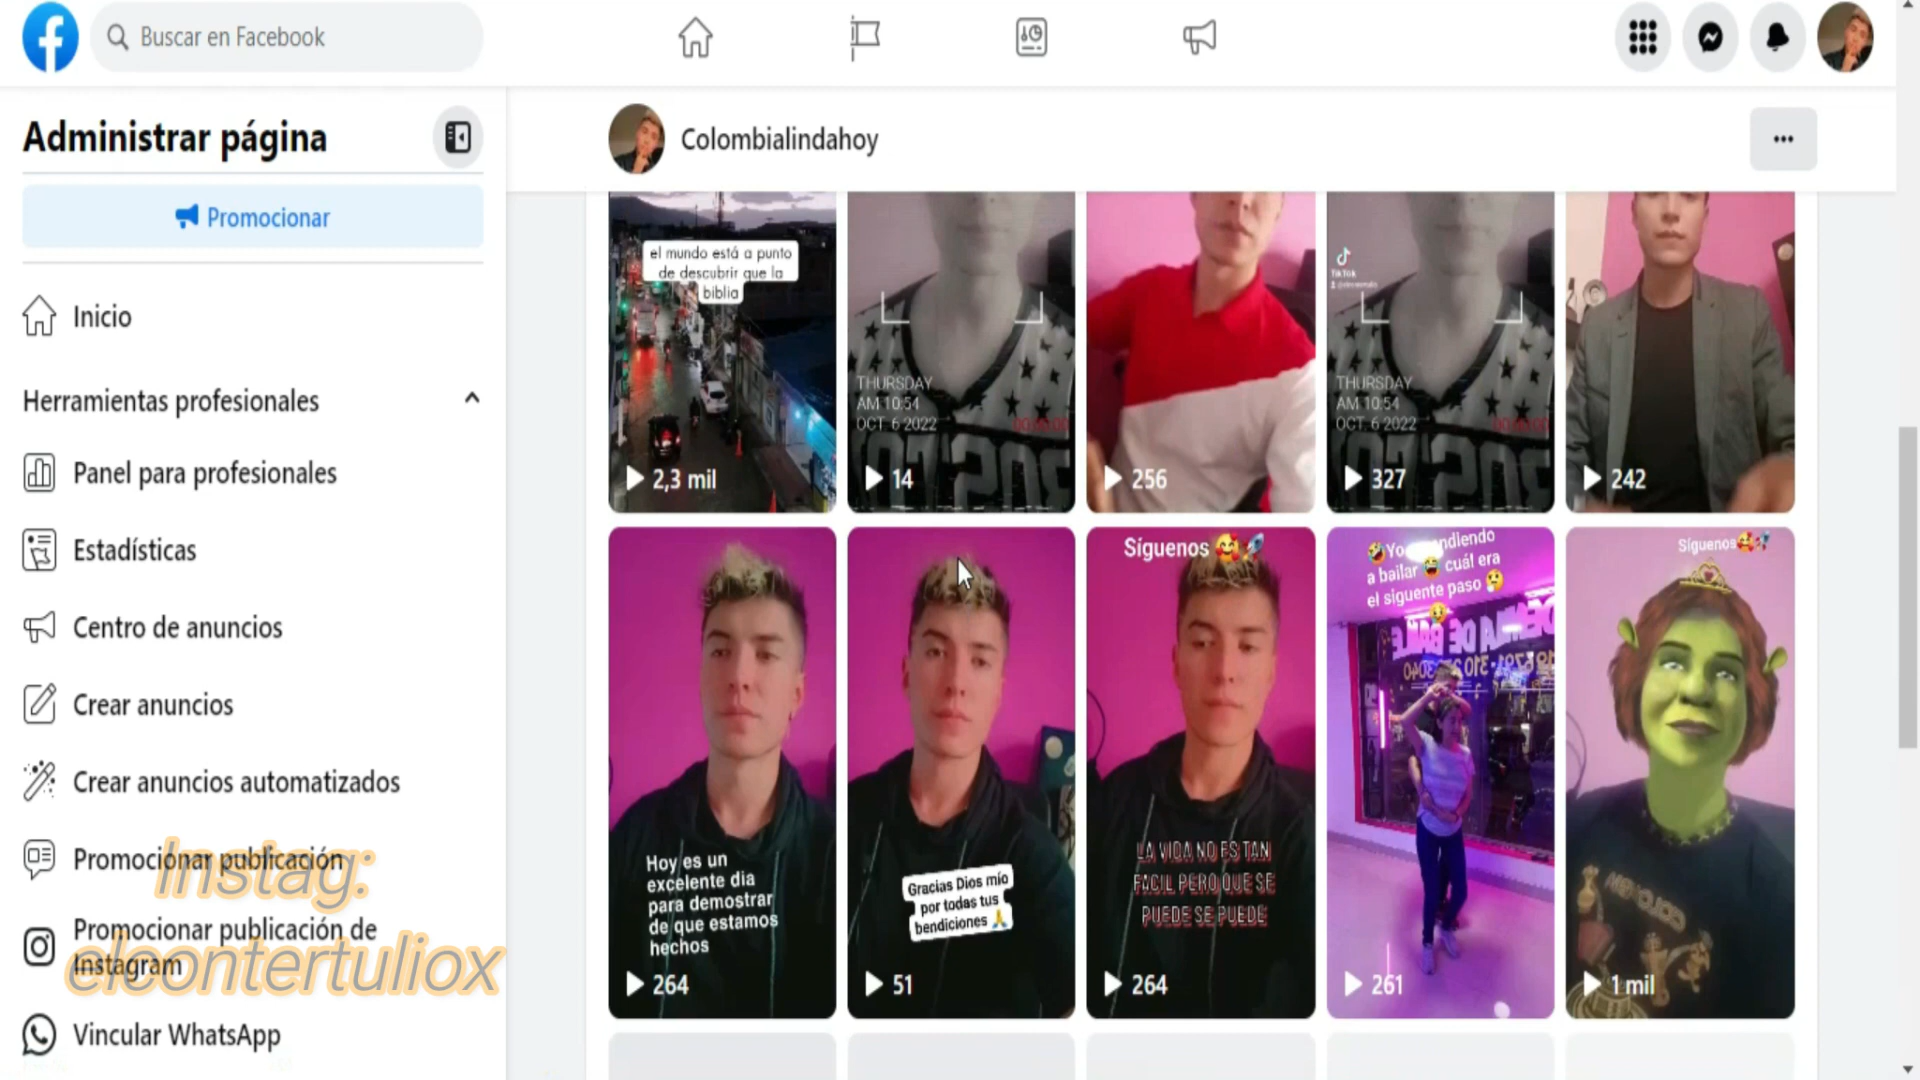 Buscar en Facebook
Administrar página
Promocionar
Inicio
Herramientas profesionales
Panel para profesionales
Estadísticas
Centro de anuncios
Crear anuncios
Crear anuncios automatizados
Promocionar publicación
Promocionar publicación de
Instagram
Vincular WhatsApp
Instag:
elcontertuliox
Colombialindahoy
el mundo está a punto
de descubrir que la
biblia
2,3 mil
THURSDAY
AM 10:54
OCT. 6 2022
14
256
TikTok
THURSDAY
AM 10:54
OCT. 6 2022
327
242
Hoy es un
excelente día
para demostrar
de que estamos
hechos
264
Gracias Dios mío
por todas tus
bendiciones 🙏
51
Síguenos 🥰🚀
LA VIDA NO ES TAN
FÁCIL PERO QUE SE
PUEDE SE PUEDE
264
a bailar 😅 cuál era
el siguente paso 🤔
261
Síguenos🥰🚀
1 mil